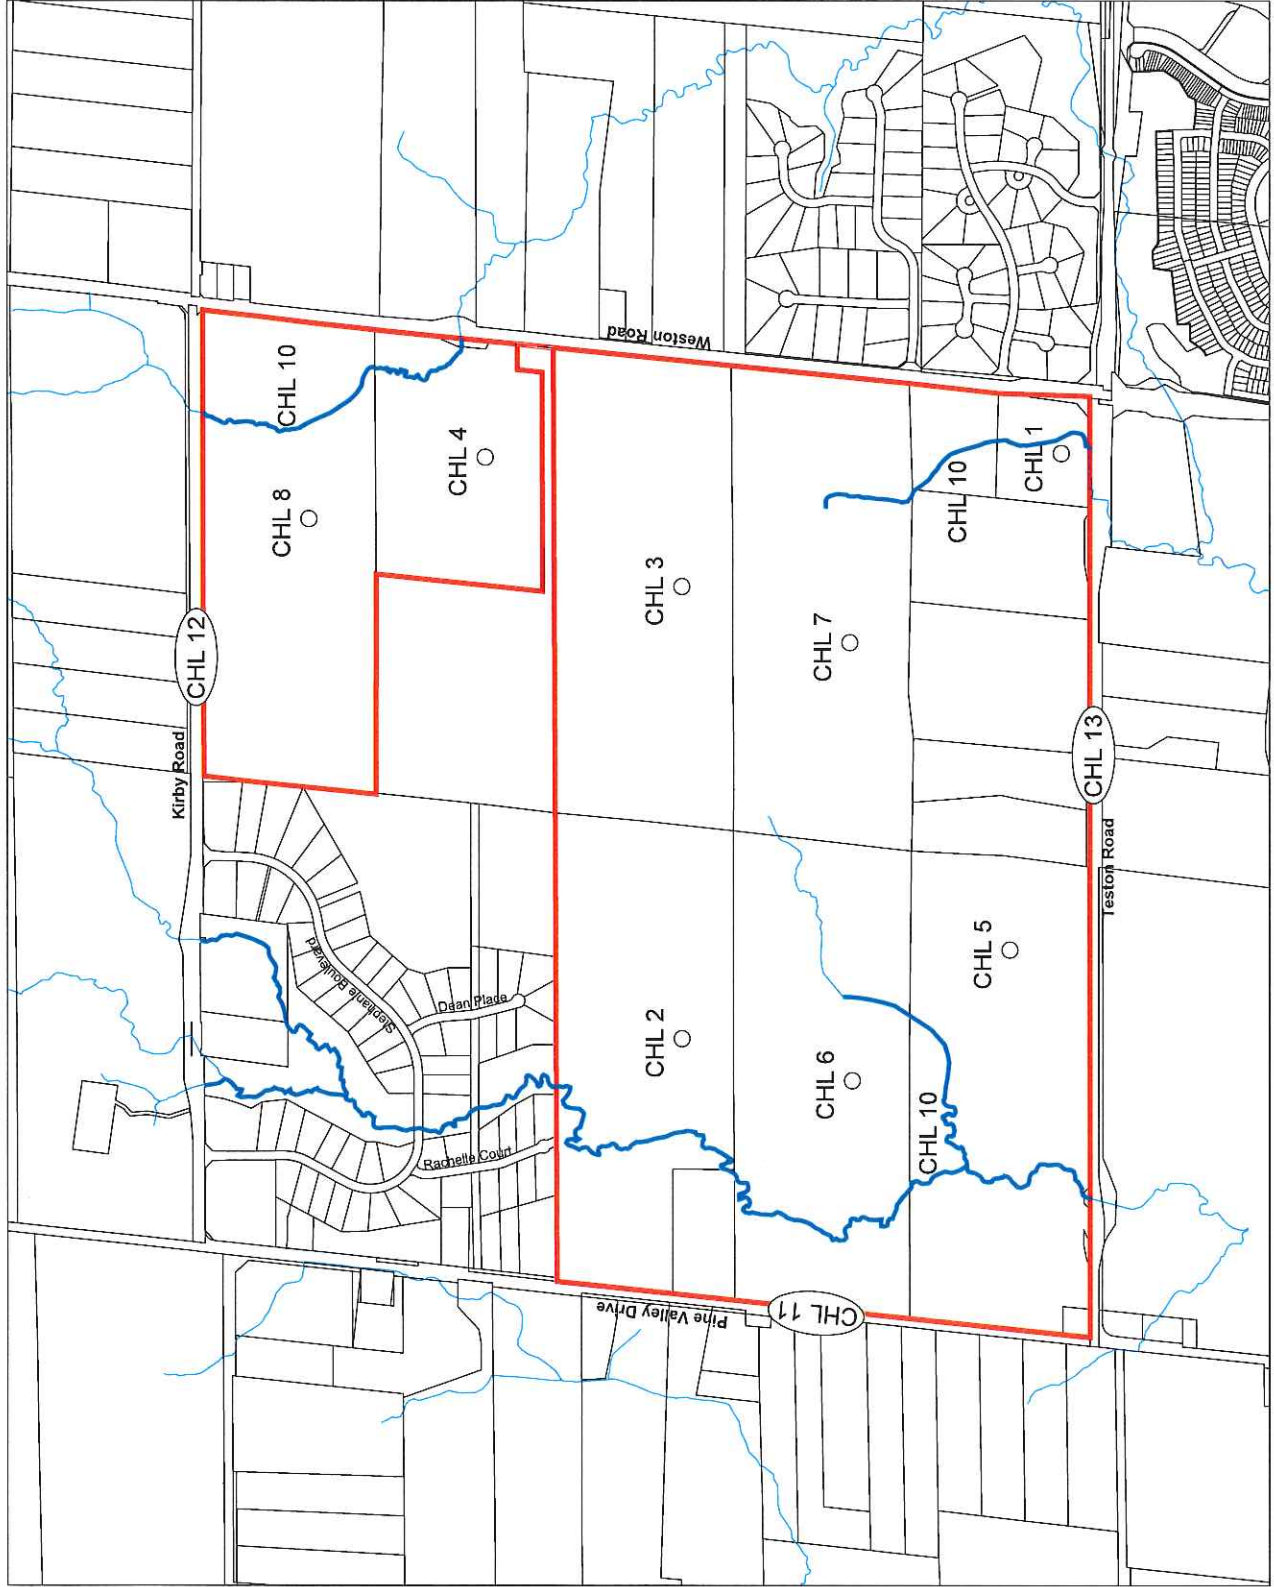 Kirby Road
CHL 12
CHL 10
CHL 8
CHL 4
Weston Road
Stephanie Boulevard
Dean Place
Rachelle Court
CHL 3
CHL 2
CHL 7
CHL 6
CHL 10
CHL 1
CHL 5
CHL 10
Pine Valley Drive
CHL 11
CHL 13
Teston Road